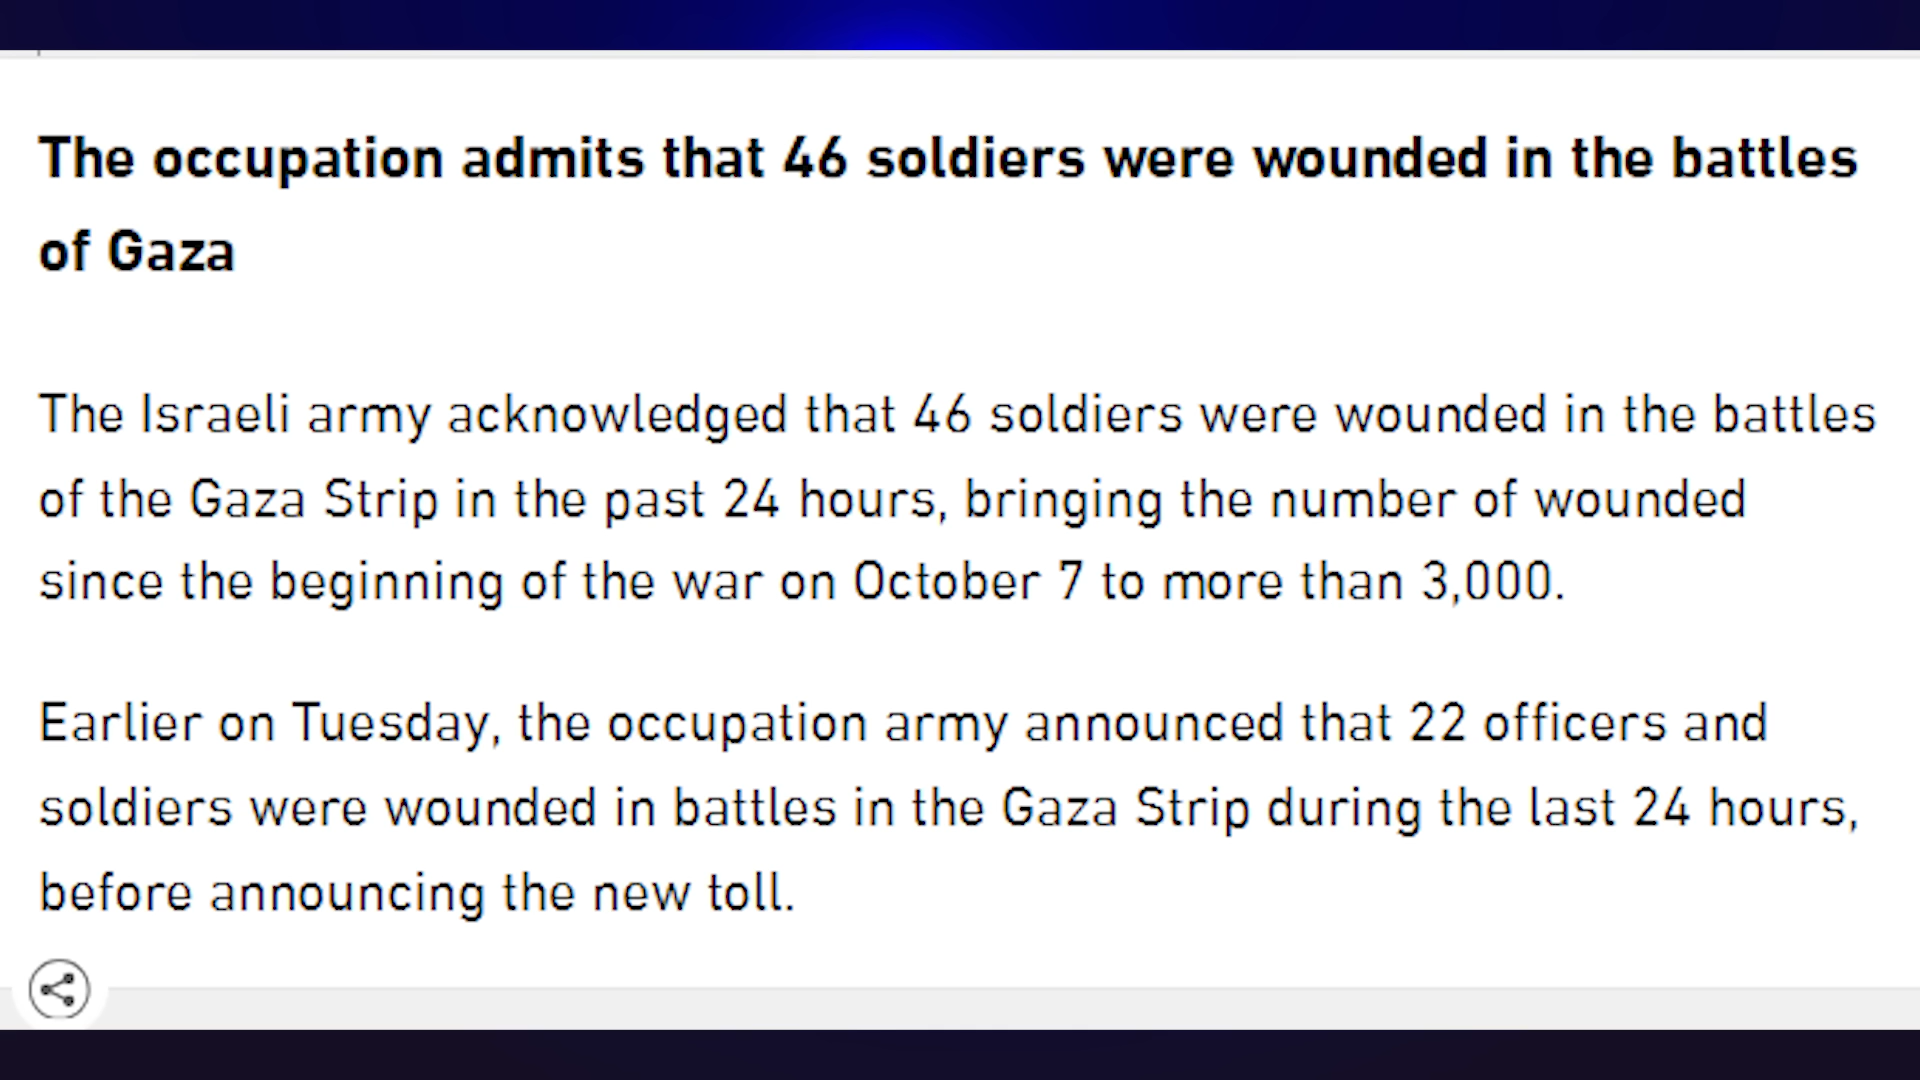 The occupation admits that 46 soldiers were wounded in the battles
of Gaza
The Israeli army acknowledged that 46 soldiers were wounded in the battles
of the Gaza Strip in the past 24 hours, bringing the number of wounded
since the beginning of the war on October 7 to more than 3,000.
Earlier on Tuesday, the occupation army announced that 22 officers and
soldiers were wounded in battles in the Gaza Strip during the last 24 hours,
before announcing the new toll.